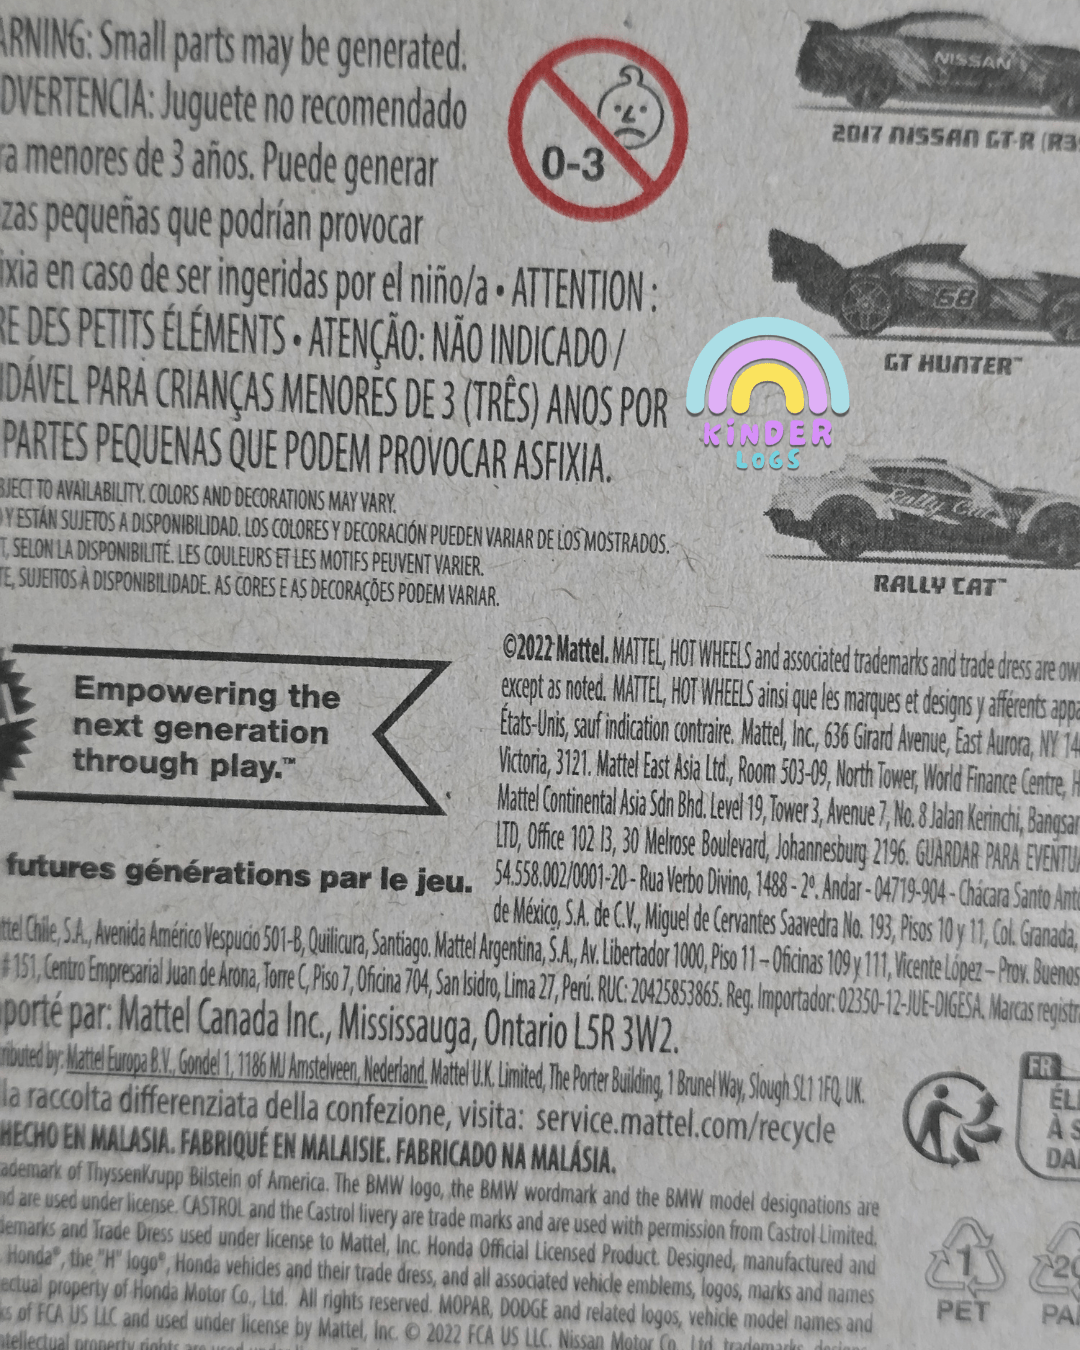 WARNING: Small parts may be generated.
ADVERTENCIA: Juguete no recomendado
para menores de 3 años. Puede generar
piezas pequeñas que podrían provocar
asfixia en caso de ser ingeridas por el niño/a • ATTENTION :
DES PETITS ÉLÉMENTS • ATENÇÃO: NÃO INDICADO /
PARA CRIANÇAS MENORES DE 3 (TRÊS) ANOS POR
PARTES PEQUENAS QUE PODEM PROVOCAR ASFIXIA.
TO AVAILABILITY. COLORS AND DECORATIONS MAY VARY.
Y ESTÁN SUJETOS A DISPONIBILIDAD. LOS COLORES Y DECORACIÓN PUEDEN VARIAR DE LOS MOSTRADOS.
SELON LA DISPONIBILITÉ. LES COULEURS ET LES MOTIFS PEUVENT VARIER.
SUJEITOS À DISPONIBILIDADE. AS CORES E AS DECORAÇÕES PODEM VARIAR.
0-3
NISSAN
2017 NISSAN GT-R (R35
68
GT HUNTER™
KINDER
LOGS
Rally Cat
RALLY CAT™
Empowering the
next generation
through play.™
futures générations par le jeu.
©2022 Mattel. MATTEL, HOT WHEELS and associated trademarks and trade dress are
except as noted. MATTEL, HOT WHEELS ainsi que les marques et designs y afférents
États-Unis, sauf indication contraire. Mattel, Inc., 636 Girard Avenue, East Aurora, NY
Victoria, 3121. Mattel East Asia Ltd., Room 503-09, North Tower, World Finance Centre,
Mattel Continental Asia Sdn Bhd. Level 19, Tower 3, Avenue 7, No. 8 Jalan Kerinchi,
LTD, Office 102 I3, 30 Melrose Boulevard, Johannesburg 2196. GUARDAR PARA
54.558.002/0001-20 - Rua Verbo Divino, 1488 - 2º. Andar - 04719-904 - Chácara Santo
de México, S.A. de C.V., Miguel de Cervantes Saavedra No. 193, Pisos 10 y 11, Col. Granada,
Mattel Chile, S.A., Avenida Américo Vespucio 501-B, Quilicura, Santiago. Mattel Argentina, S.A., Av. Libertador 1000, Piso 11 – Oficinas 109 y 111, Vicente López – Prov. Buenos
# 151, Centro Empresarial Juan de Arona, Torre C, Piso 7, Oficina 704, San Isidro, Lima 27, Perú. RUC: 20425853865. Reg. Importador: 02350-12-JUE-DIGESA. Marcas
par: Mattel Canada Inc., Mississauga, Ontario L5R 3W2.
by: Mattel Europa B.V., Gondel 1, 1186 MJ Amstelveen, Nederland. Mattel U.K. Limited, The Porter Building, 1 Brunel Way, Slough SL1 1FQ, UK.
la raccolta differenziata della confezione, visita: service.mattel.com/recycle
HECHO EN MALASIA. FABRIQUÉ EN MALAISIE. FABRICADO NA MALÁSIA.
trademark of ThyssenKrupp Bilstein of America. The BMW logo, the BMW wordmark and the BMW model designations are
and are used under license. CASTROL and the Castrol livery are trade marks and are used with permission from Castrol Limited.
and Trade Dress used under license to Mattel, Inc. Honda Official Licensed Product. Designed, manufactured and
Honda®, the "H" logo®, Honda vehicles and their trade dress, and all associated vehicle emblems, logos, marks and names
property of Honda Motor Co., Ltd. All rights reserved. MOPAR, DODGE and related logos, vehicle model names and
of FCA US LLC and used under license by Mattel, Inc. © 2022 FCA US LLC. Nissan Motor Co., Ltd. trademarks,
FR
À
1
PET
20